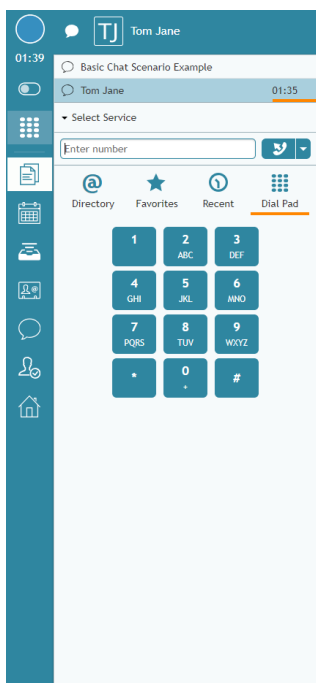 TJ Tom Jane
01:39
Basic Chat Scenario Example
Tom Jane 01:35
Select Service
Enter number
Directory Favorites Recent Dial Pad
1 2 3
ABC DEF
4 5 6
GHI JKL MNO
7 8 9
PQRS TUV WXYZ
* 0 #
+